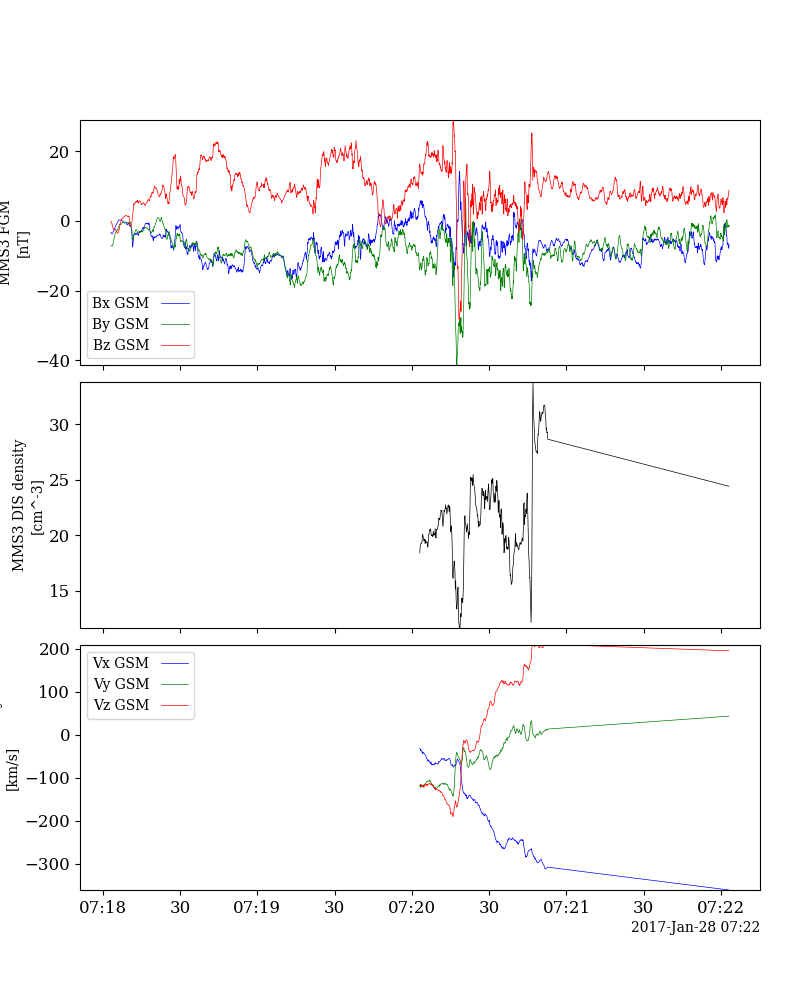 20
0
−20
−40
MMS3 FGM
[nT]
Bx GSM
By GSM
Bz GSM
30
25
20
15
MMS3 DIS density
[cm^-3]
200
100
0
−100
−200
−300
[km/s]
Vx GSM
Vy GSM
Vz GSM
07:18 30 07:19 30 07:20 30 07:21 30 07:22
2017-Jan-28 07:22